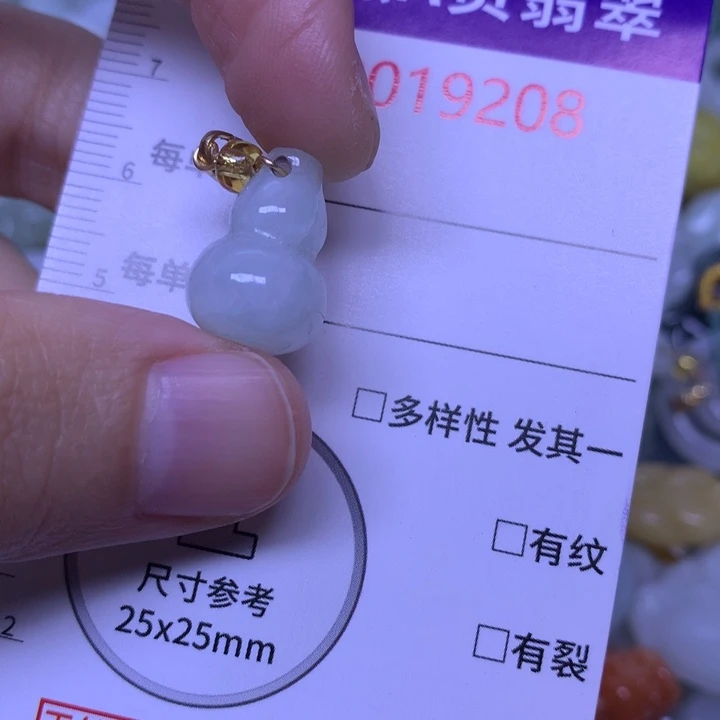 质翡翠
019208
7
每
6
每单
5
□多样性 发其一
□有纹
□有裂
尺寸参考
25x25mm
2